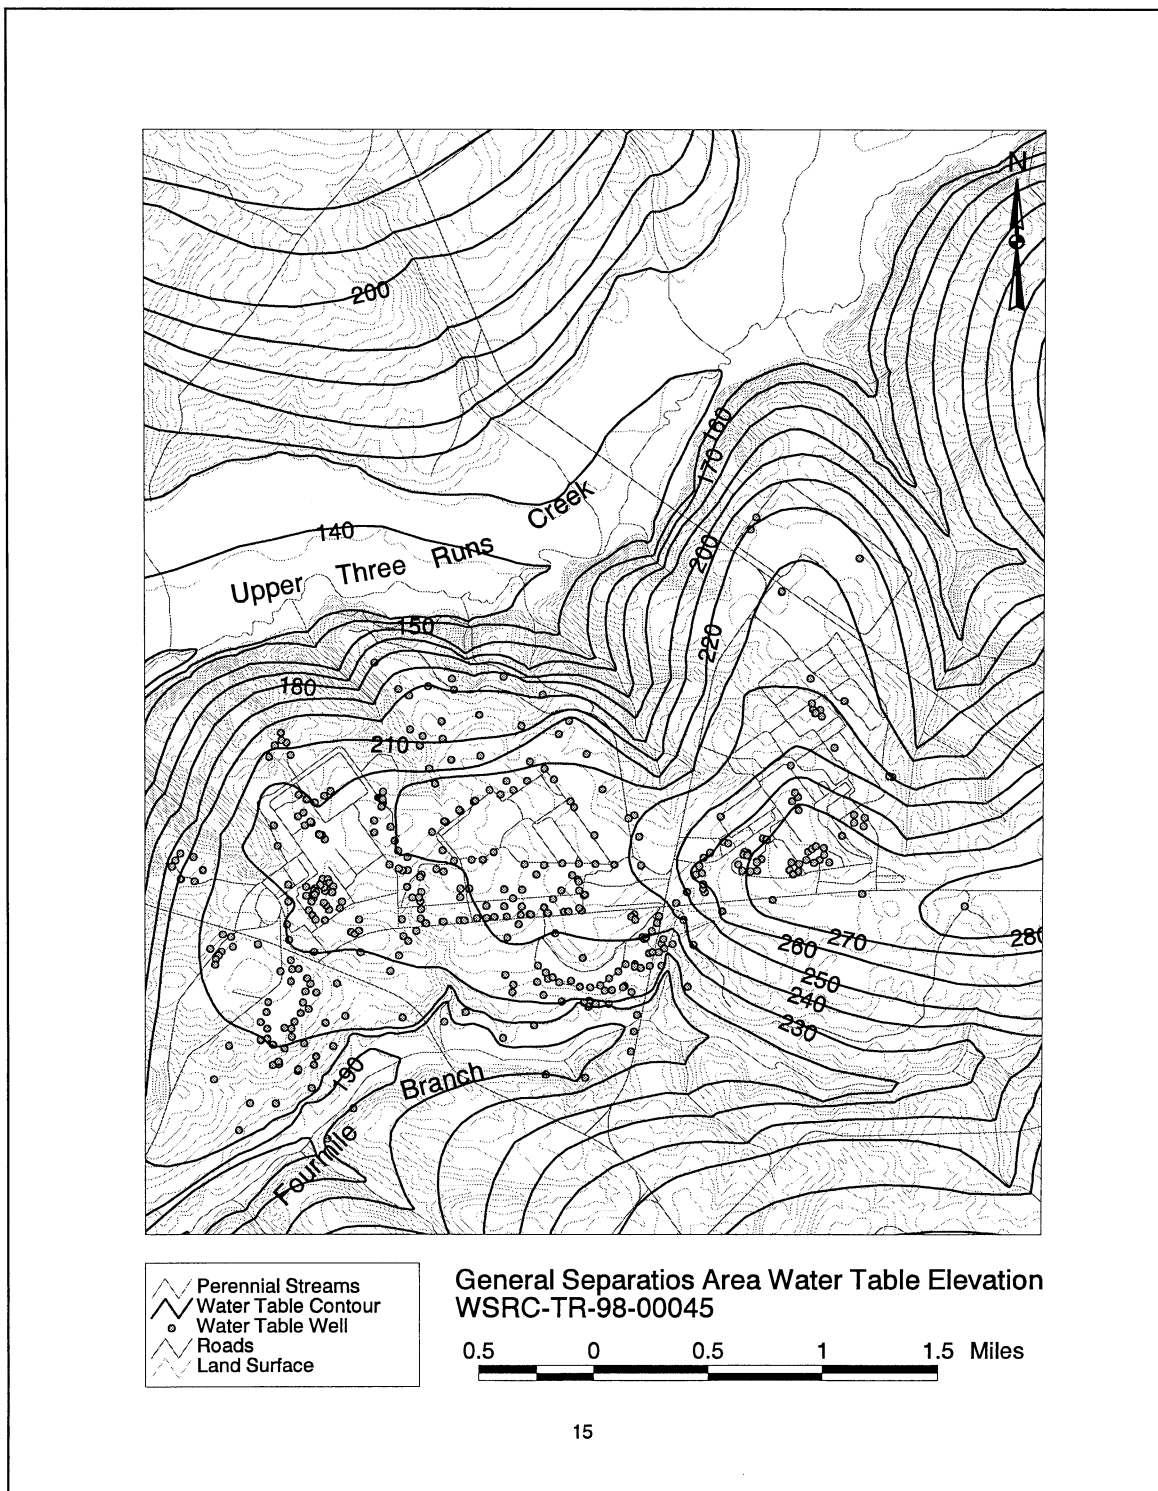 N
200
160
170
Creek
140
Upper Three Runs
200
150
220
180
210
270
260
280
250
240
230
190
Branch
Fourmile
Perennial Streams
Water Table Contour
Water Table Well
Roads
Land Surface
General Separatios Area Water Table Elevation
WSRC-TR-98-00045
0.5 0 0.5 1 1.5 Miles
15